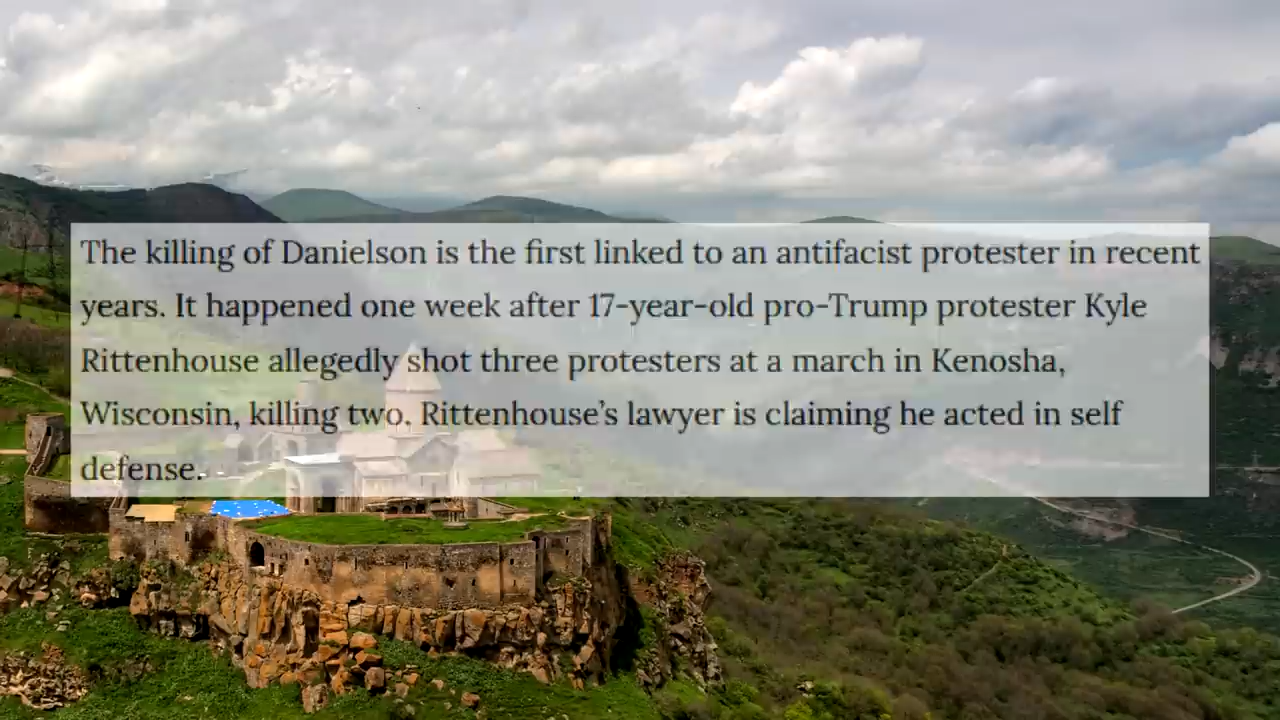 The killing of Danielson is the first linked to an antifacist protester in recent
years. It happened one week after 17-year-old pro-Trump protester Kyle
Rittenhouse allegedly shot three protesters at a march in Kenosha,
Wisconsin, killing two. Rittenhouse’s lawyer is claiming he acted in self
defense.